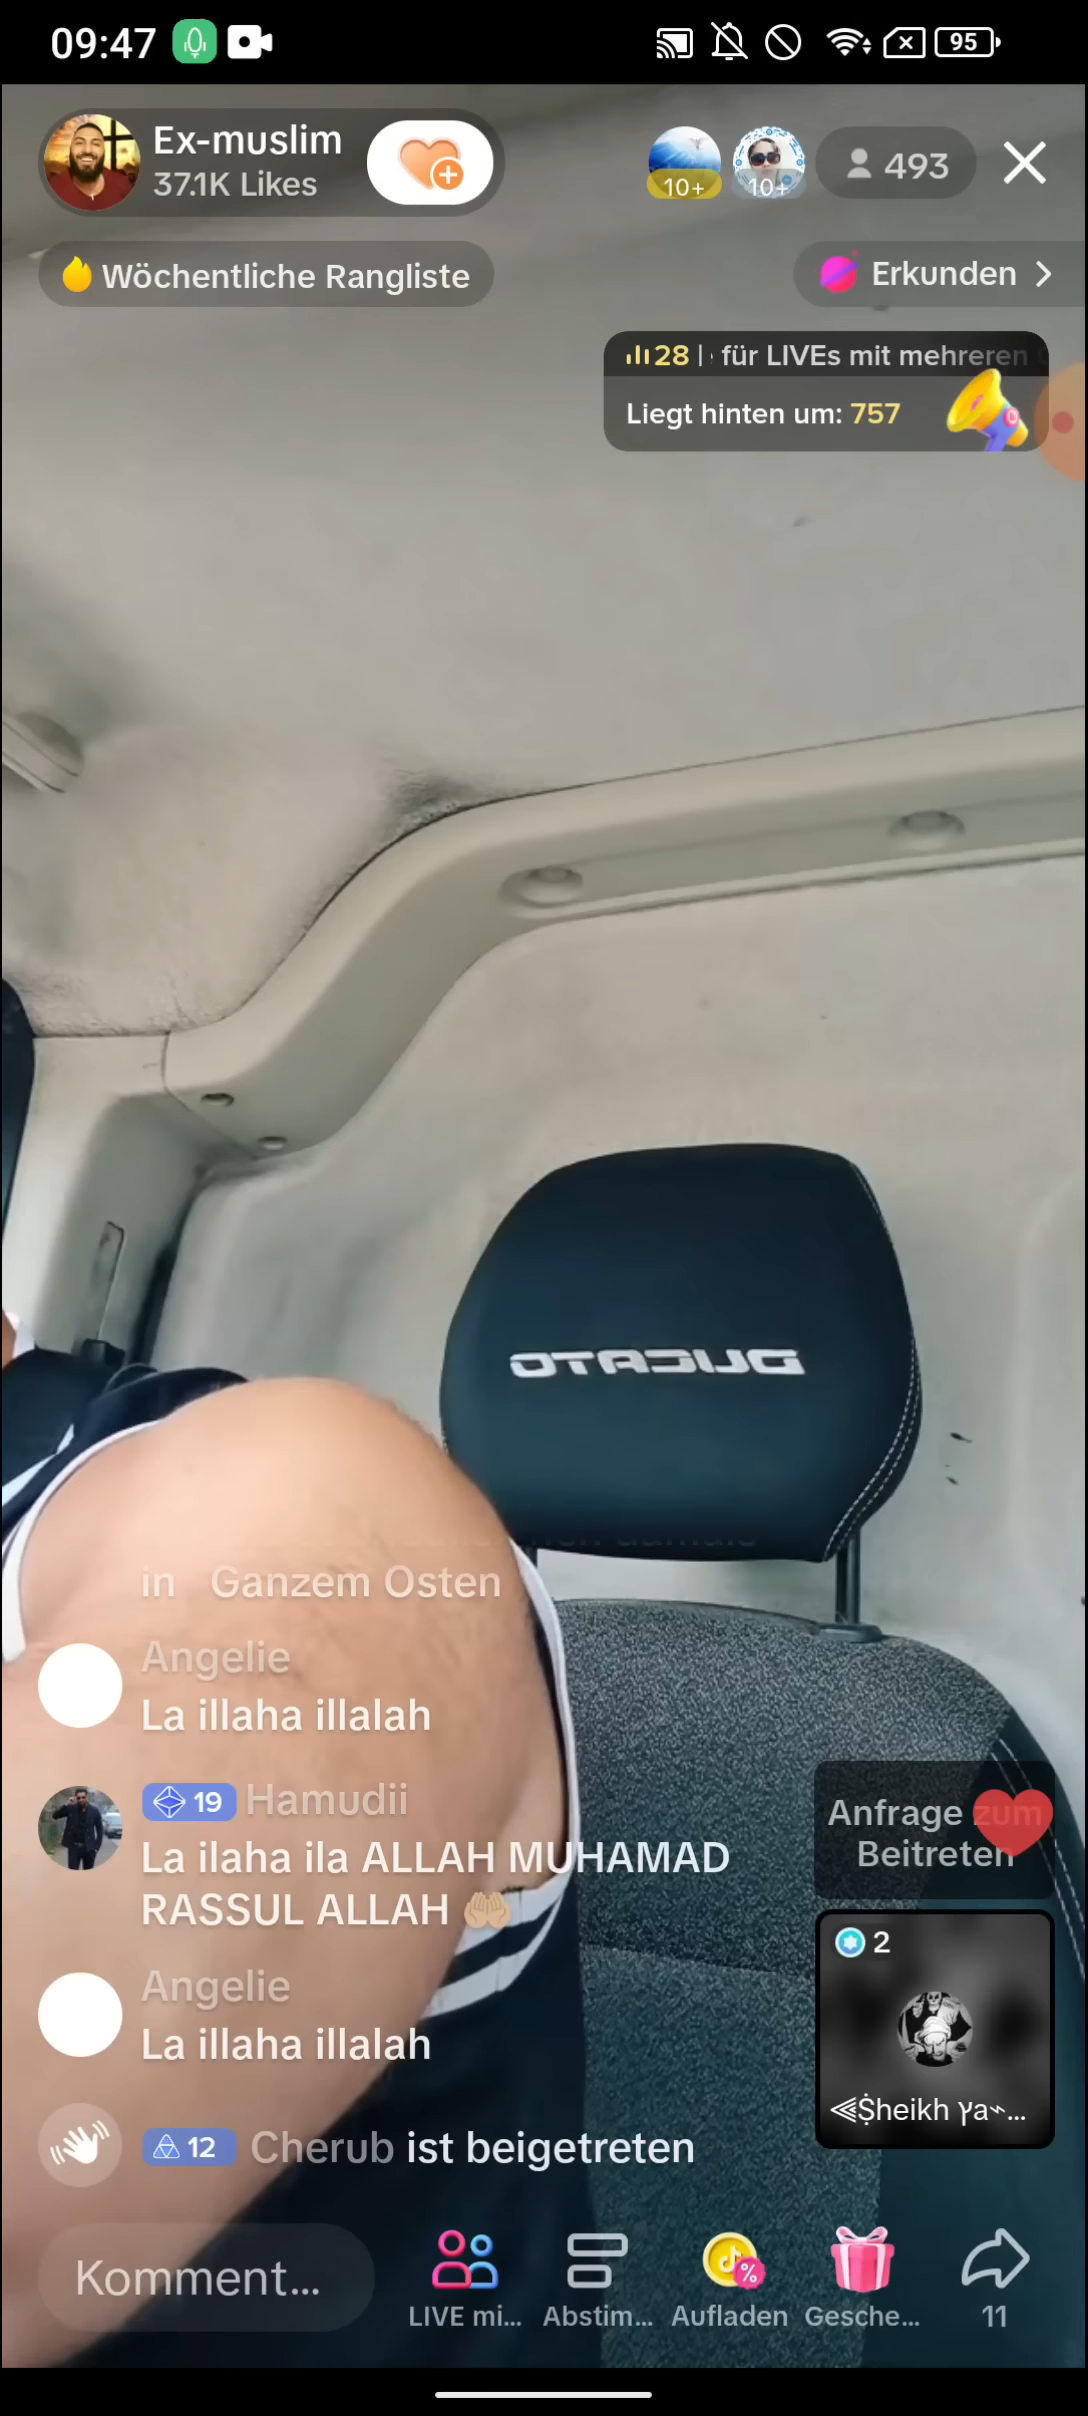 09:47
95
Ex-muslim
37.1K Likes
10+
10+
493
Wöchentliche Rangliste
Erkunden
28 | · für LIVEs mit mehreren
Liegt hinten um: 757
DUCATO
in Ganzem Osten
Angelie
La illaha illalah
19 Hamudii
La ilaha ila ALLAH MUHAMAD
RASSUL ALLAH
Angelie
La illaha illalah
12 Cherub ist beigetreten
Anfrage zum
Beitreten
2
Komment...
LIVE mi...
Abstim...
Aufladen
Gesche...
11